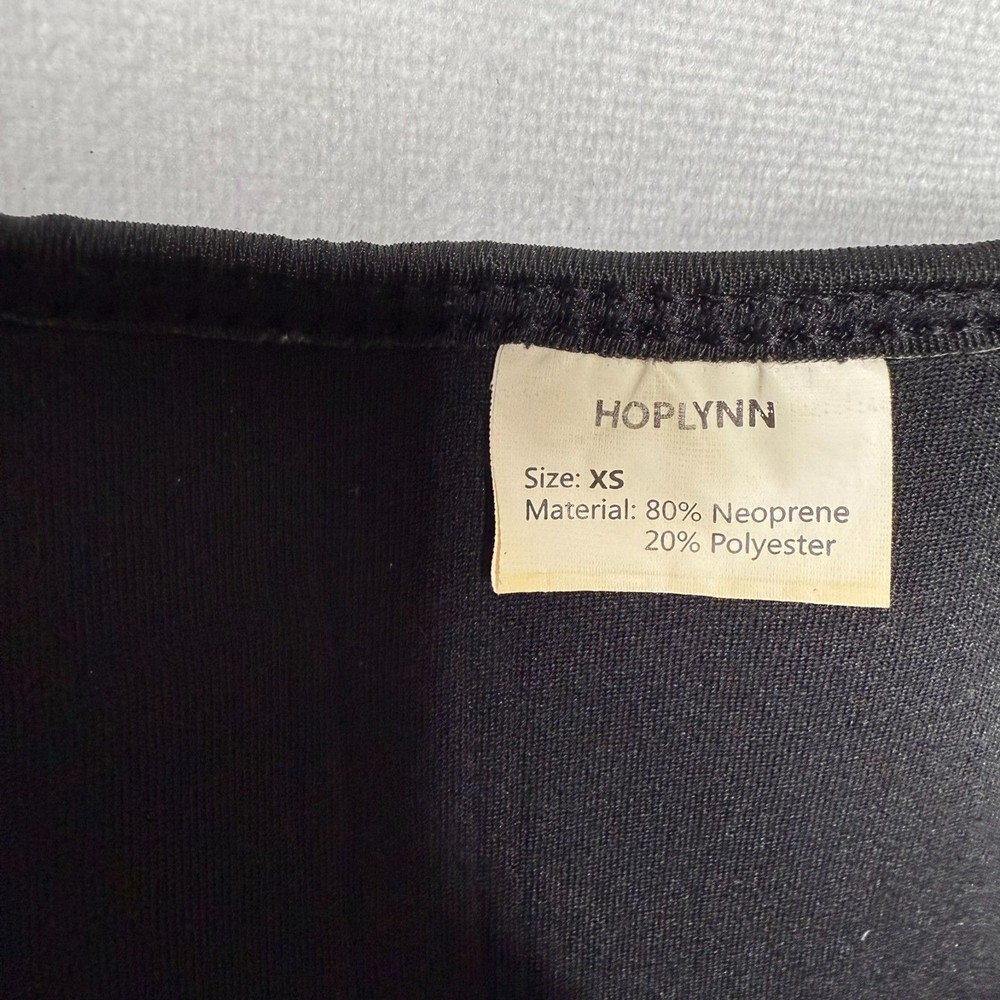 HOPLYNN
Size: XS
Material: 80% Neoprene
20% Polyester